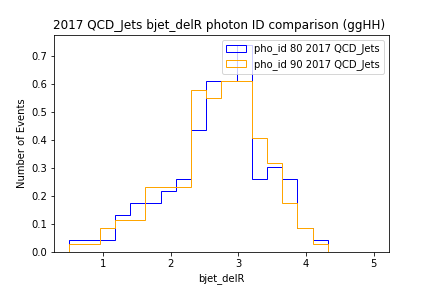 2017 QCD_Jets bjet_delR photon ID comparison (ggHH)
pho_id 80 2017 QCD_Jets
pho_id 90 2017 QCD_Jets
Number of Events
0.7
0.6
0.5
0.4
0.3
0.2
0.1
0.0
1 2 3 4 5
bjet_delR